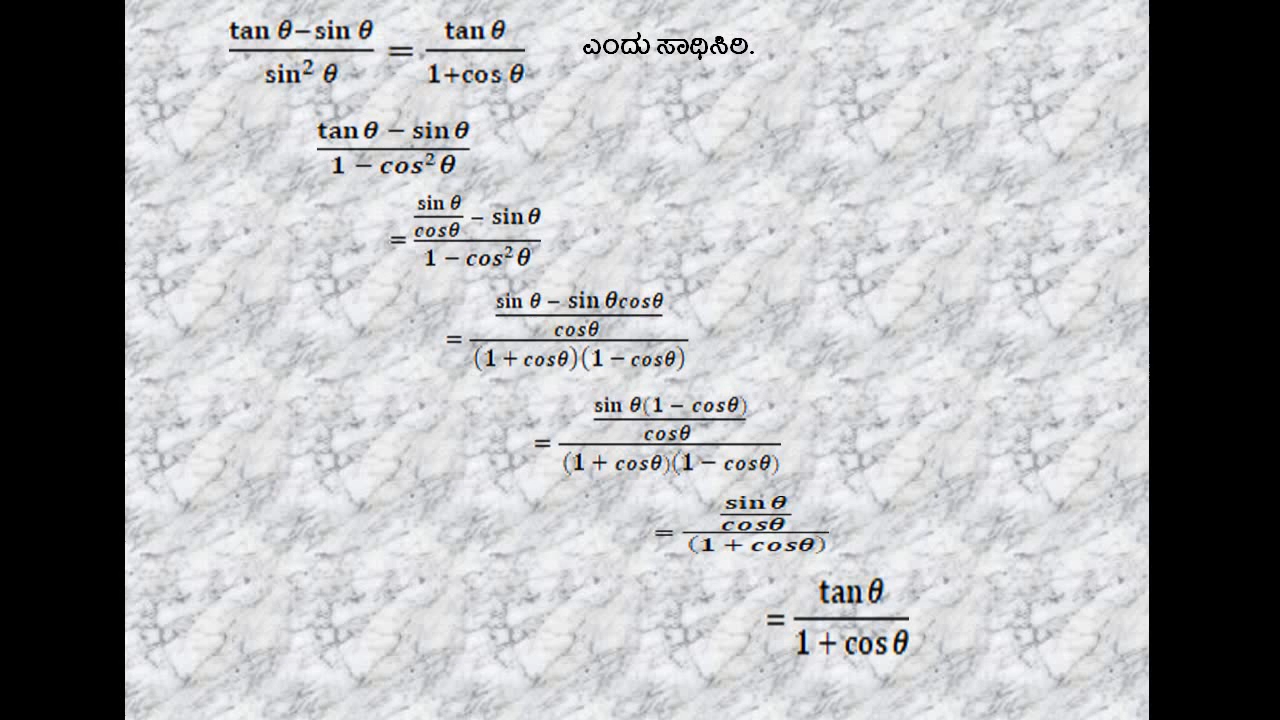 tan θ−sin θ / sin² θ = tan θ / 1+cos θ ಎಂದು ಸಾಧಿಸಿರಿ.
tan θ − sin θ / 1 − cos² θ
= sin θ / cosθ − sin θ / 1 − cos² θ
= sin θ − sin θcosθ / cosθ / (1 + cosθ)(1 − cosθ)
= sin θ(1 − cosθ) / cosθ / (1 + cosθ)(1 − cosθ)
= sin θ / cosθ / (1 + cosθ)
= tan θ / 1 + cos θ